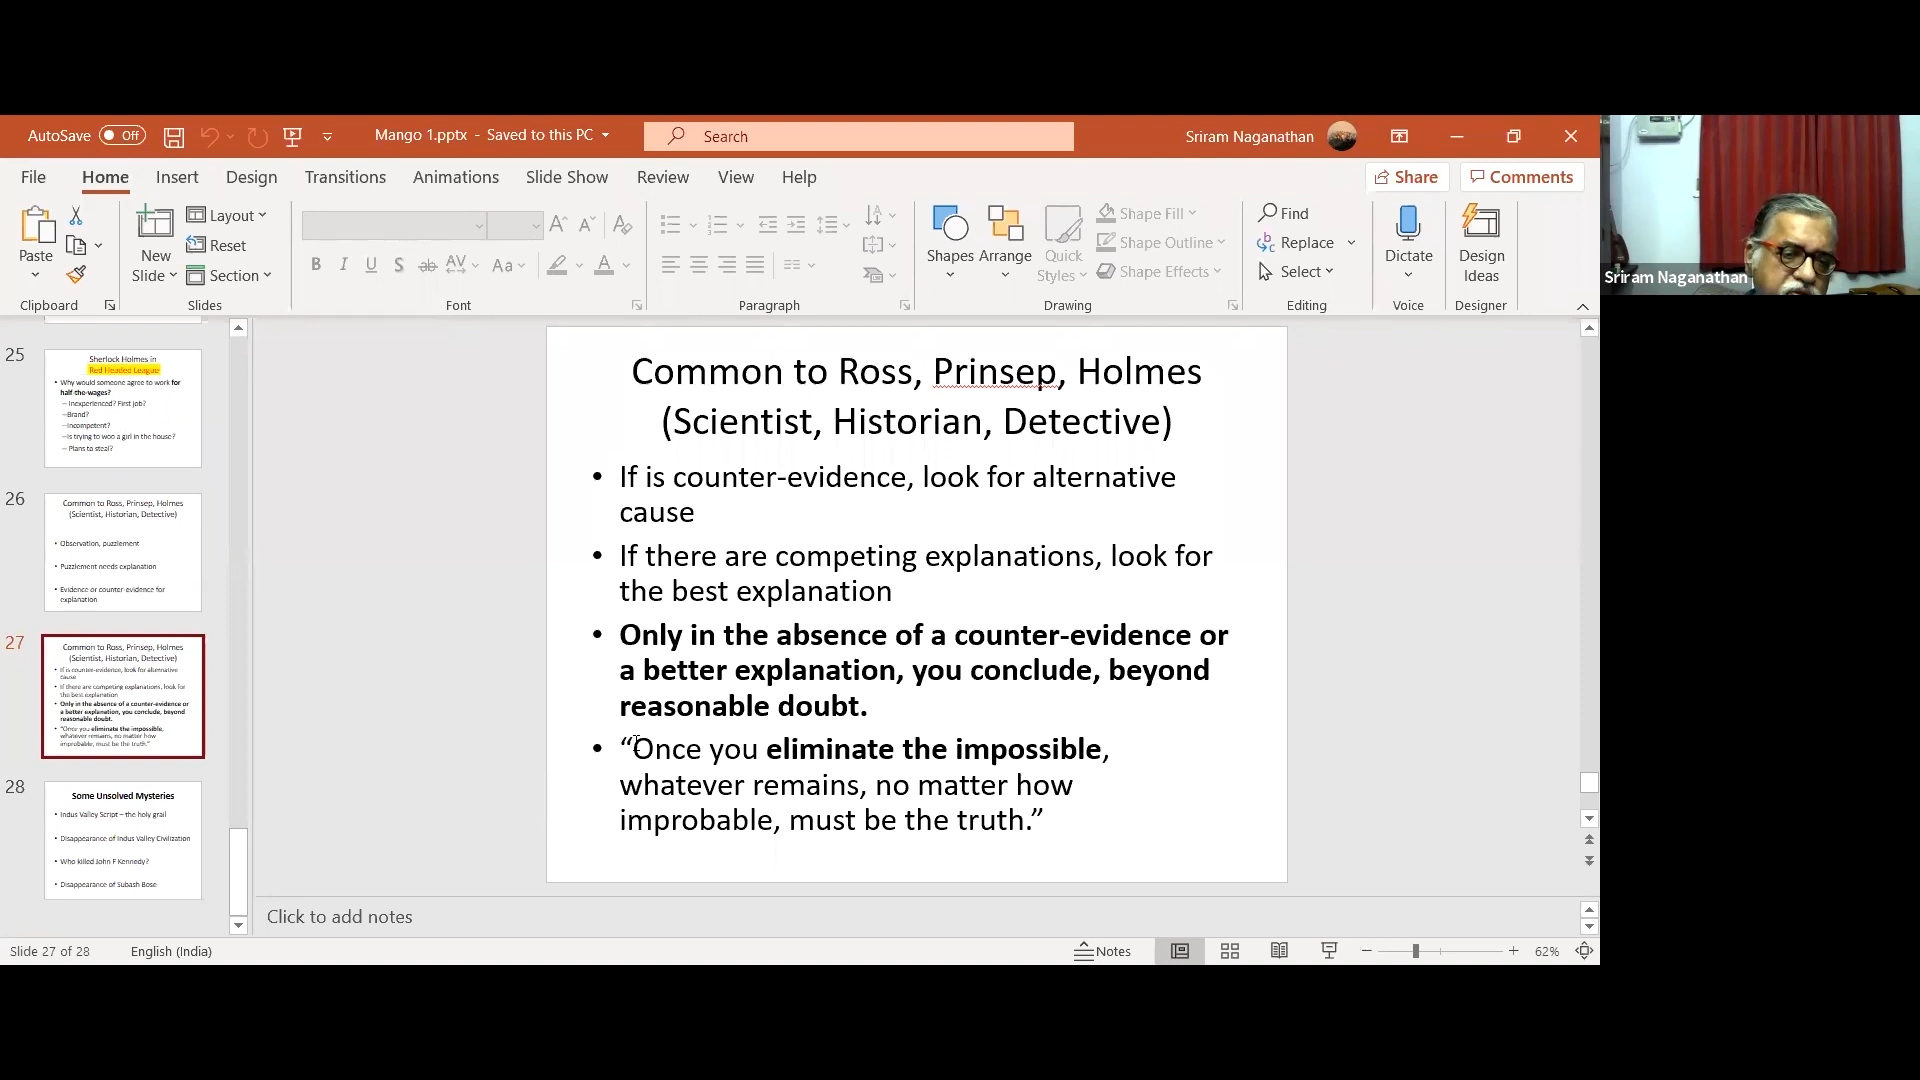 AutoSave Off Mango 1.pptx - Saved to this PC Search Sriram Naganathan
File Home Insert Design Transitions Animations Slide Show Review View Help Share Comments
Paste
New
Slide
Layout
Reset
Section
B I U S ab AV Aa A
Shapes
Arrange
Quick
Styles
Shape Fill
Shape Outline
Shape Effects
Find
Replace
Select
Dictate
Design
Ideas
Clipboard Slides Font Paragraph Drawing Editing Voice Designer
Sriram Naganathan
25
Sherlock Holmes in
Red Headed League
• Why would someone agree to work for
half-the-wages?
– Inexperienced? First job?
–Brand?
–Incompetent?
–Is trying to woo a girl in the house?
– Plans to steal?
26
Common to Ross, Prinsep, Holmes
(Scientist, Historian, Detective)
• Observation, puzzlement
• Puzzlement needs explanation
• Evidence or counter-evidence for
explanation
27
Common to Ross, Prinsep, Holmes
(Scientist, Historian, Detective)
• If is counter-evidence, look for alternative
cause
• If there are competing explanations, look for
the best explanation
• Only in the absence of a counter-evidence or
a better explanation, you conclude, beyond
reasonable doubt.
• “Once you eliminate the impossible,
whatever remains, no matter how
improbable, must be the truth.”
28
Some Unsolved Mysteries
• Indus Valley Script – the holy grail
• Disappearance of Indus Valley Civilization
• Who killed John F Kennedy?
• Disappearance of Subash Bose
Common to Ross, Prinsep, Holmes
(Scientist, Historian, Detective)
• If is counter-evidence, look for alternative
cause
• If there are competing explanations, look for
the best explanation
• Only in the absence of a counter-evidence or
a better explanation, you conclude, beyond
reasonable doubt.
• “Once you eliminate the impossible,
whatever remains, no matter how
improbable, must be the truth.”
Click to add notes
Slide 27 of 28 English (India) Notes 62%